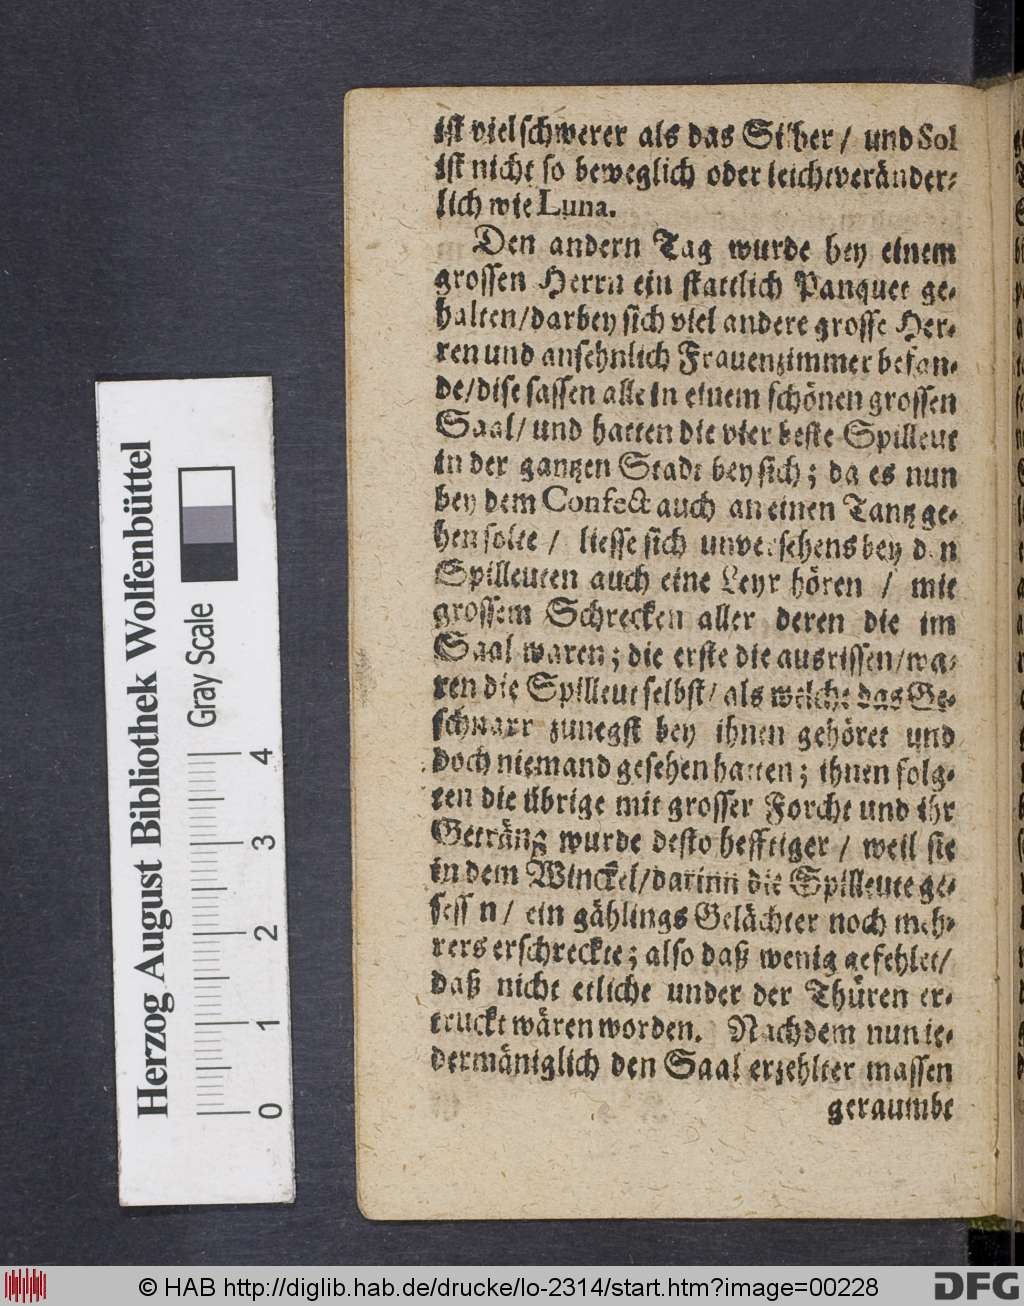 ist viel schwerer als das Silber / und Sol
ist nicht so beweglich oder leichtveränder-
lich wie Luna.
Den andern Tag wurde bey einem
grossen Herrn ein stattlich Panquet ge-
halten/darbey sich viel andere grosse Her-
ren und ansehnlich Frauenzimmer befan-
de/dise sassen alle in einem schönen grossen
Saal/ und hatten die vier beste Spilleut
in der gantzen Stadt bey sich; da es nun
bey dem Confect auch an einen Tantz ge-
hen solte / liesse sich unversehens bey den
Spilleuten auch eine Leyr hören / mit
grossem Schrecken aller deren die im
Saal waren; die erste die ausrissen/wa-
ren die Spilleut selbst/ als welche das Ge-
schnarr zunegst bey ihnen gehöret und
doch niemand gesehen hatten; ihnen folg-
ten die übrige mit grosser Forcht und ihr
Geträng wurde desto hefftiger / weil sie
in dem Winckel/darinn die Spilleute ge-
sessen/ ein gählings Gelächter noch meh-
rers erschreckte; also daß wenig gefehlet/
daß nicht etliche under der Thüren er-
truckt wären worden. Nachdem nun ie-
dermäniglich den Saal erzehlter massen
geraumbt
Herzog August Bibliothek Wolfenbüttel
Gray Scale
0 1 2 3 4
© HAB http://diglib.hab.de/drucke/lo-2314/start.htm?image=00228
DFG